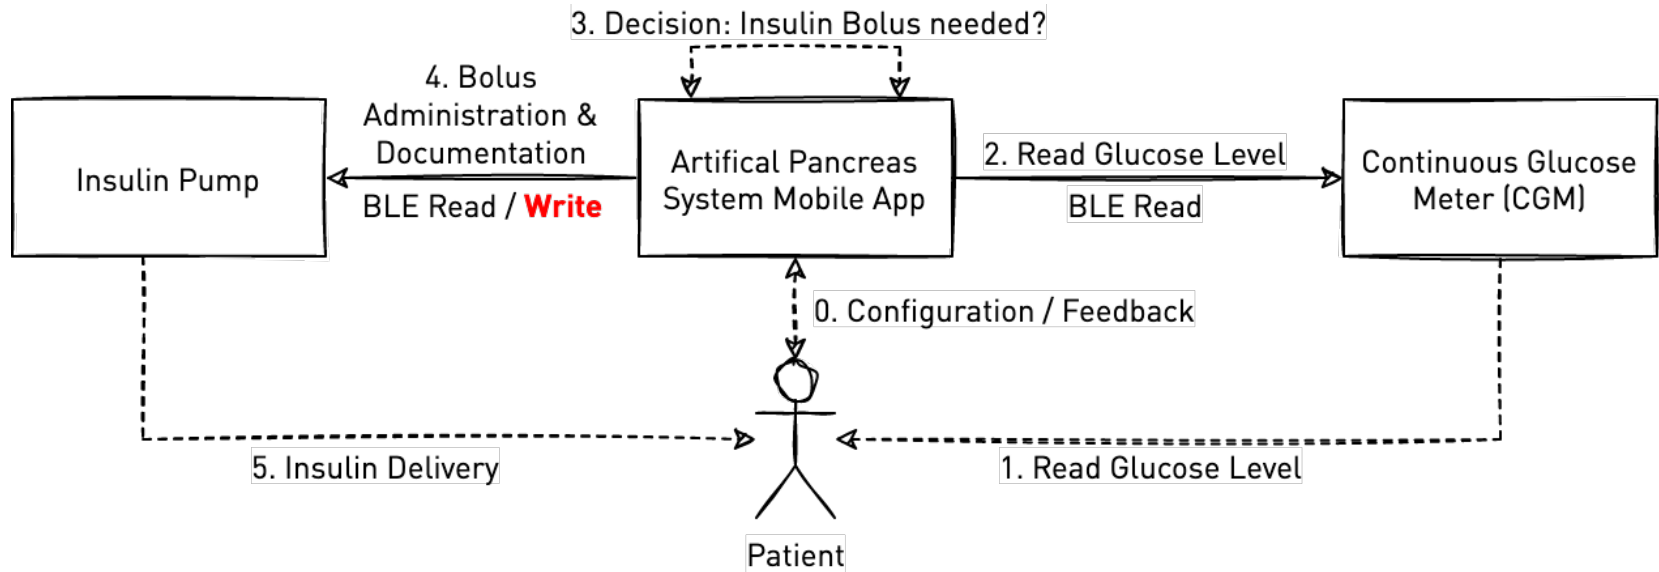 3. Decision: Insulin Bolus needed?
4. Bolus
Administration &
Documentation
BLE Read / Write
Insulin Pump
Artifical Pancreas
System Mobile App
2. Read Glucose Level
BLE Read
Continuous Glucose
Meter (CGM)
0. Configuration / Feedback
5. Insulin Delivery
1. Read Glucose Level
Patient